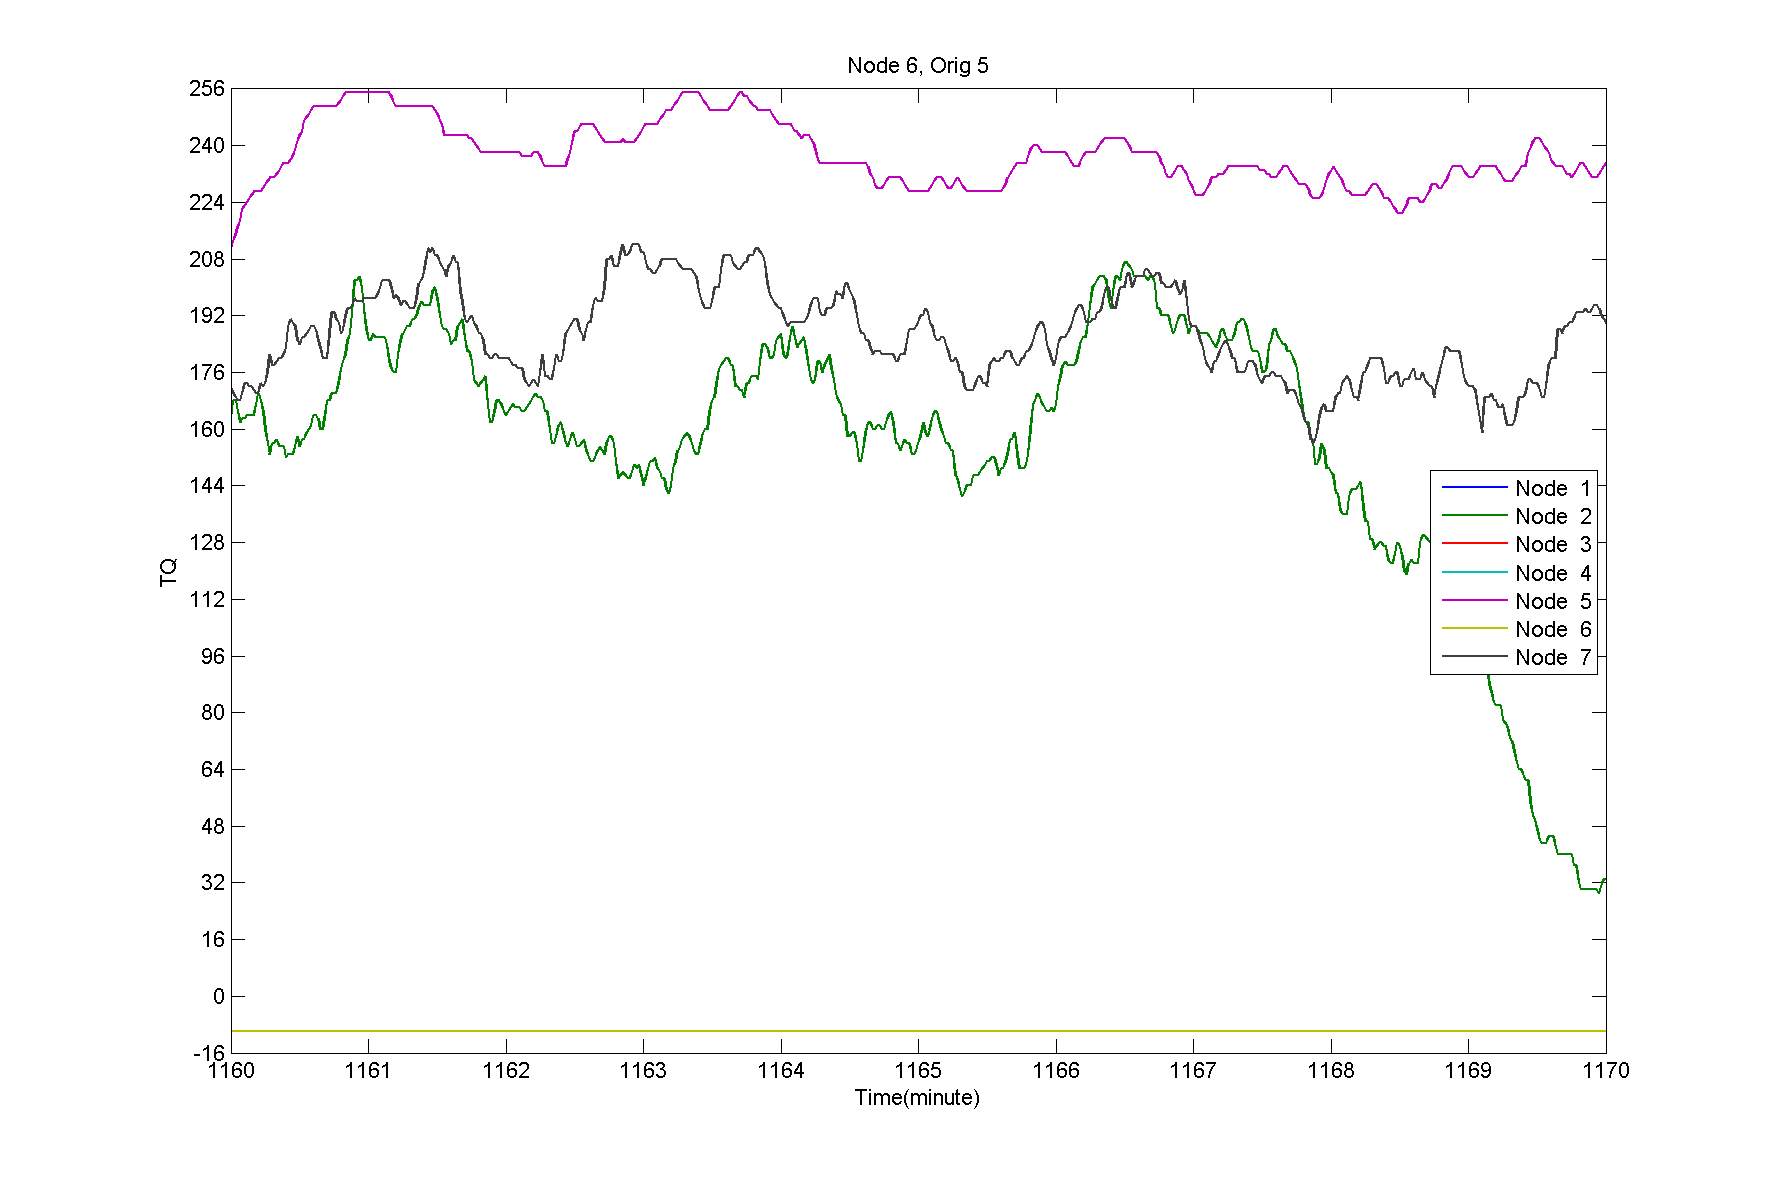 Node 6, Orig 5
256
240
224
208
192
176
160
144
128
112
96
80
64
48
32
16
0
-16
TQ
Node 1
Node 2
Node 3
Node 4
Node 5
Node 6
Node 7
1160 1161 1162 1163 1164 1165 1166 1167 1168 1169 1170
Time(minute)